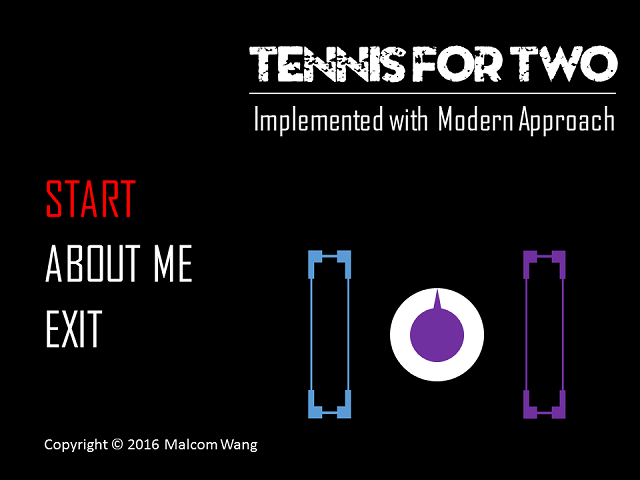 TENNIS FOR TWO
Implemented with Modern Approach
START
ABOUT ME
EXIT
Copyright © 2016 Malcom Wang